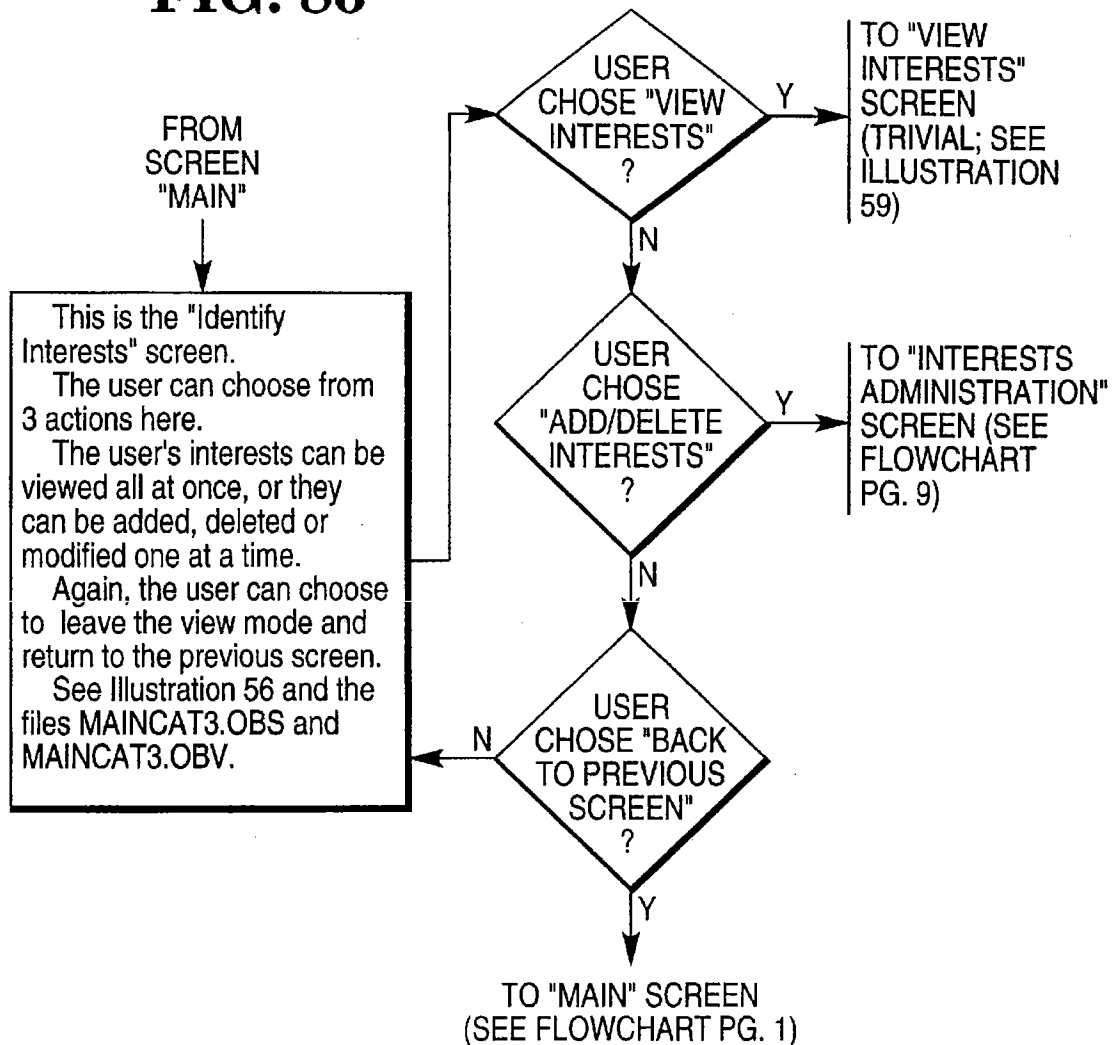 FIG.
FROM
SCREEN
"MAIN"
This is the "Identify
Interests" screen.
The user can choose from
3 actions here.
The user's interests can be
viewed all at once, or they
can be added, deleted or
modified one at a time.
Again, the user can choose
to leave the view mode and
return to the previous screen.
See Illustration 56 and the
files MAINCAT3.OBS and
MAINCAT3.OBV.
USER
CHOSE "VIEW
INTERESTS"
?
Y
TO "VIEW
INTERESTS"
SCREEN
(TRIVIAL; SEE
ILLUSTRATION
59)
N
USER
CHOSE
"ADD/DELETE
INTERESTS"
?
Y
TO "INTERESTS
ADMINISTRATION"
SCREEN (SEE
FLOWCHART
PG. 9)
N
USER
CHOSE "BACK
TO PREVIOUS
SCREEN"
?
N
Y
TO "MAIN" SCREEN
(SEE FLOWCHART PG. 1)